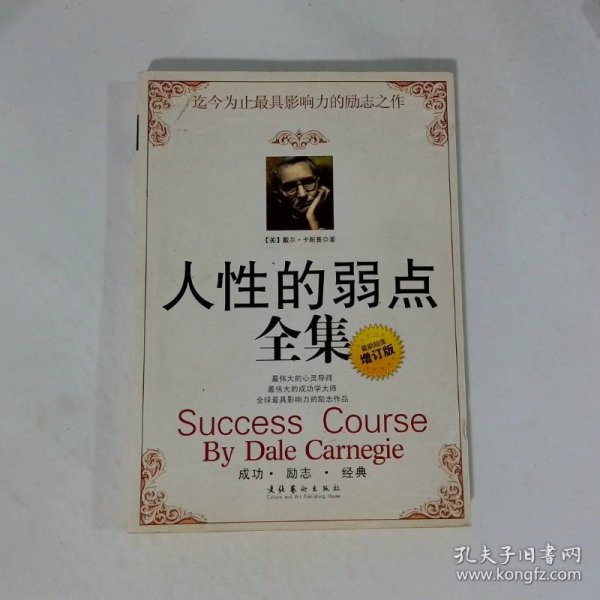 迄今为止最具影响力的励志之作
【美】戴尔·卡耐基◎著
人性的弱点
全集
最新超值
增订版
最伟大的心灵导师
最伟大的成功学大师
全球最具影响力的励志作品
Success Course
By Dale Carnegie
成功·励志·经典
文化艺术出版社
Culture and Art Publishing House
孔夫子旧书网
www.kongfz.com